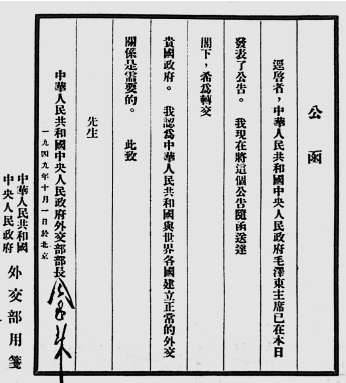 公函
逕啓者，中華人民共和國中央人民政府毛澤東主席已在本日
發表了公告。我現在將這個公告隨函送達
閣下，希爲轉交
貴國政府。我認爲中華人民共和國與世界各國建立正常的外交
關係是需要的。 此致
先生
中華人民共和國中央人民政府外交部部長
一九四九年十月一日於北京
中華人民共和國
中央人民政府
外交部用箋